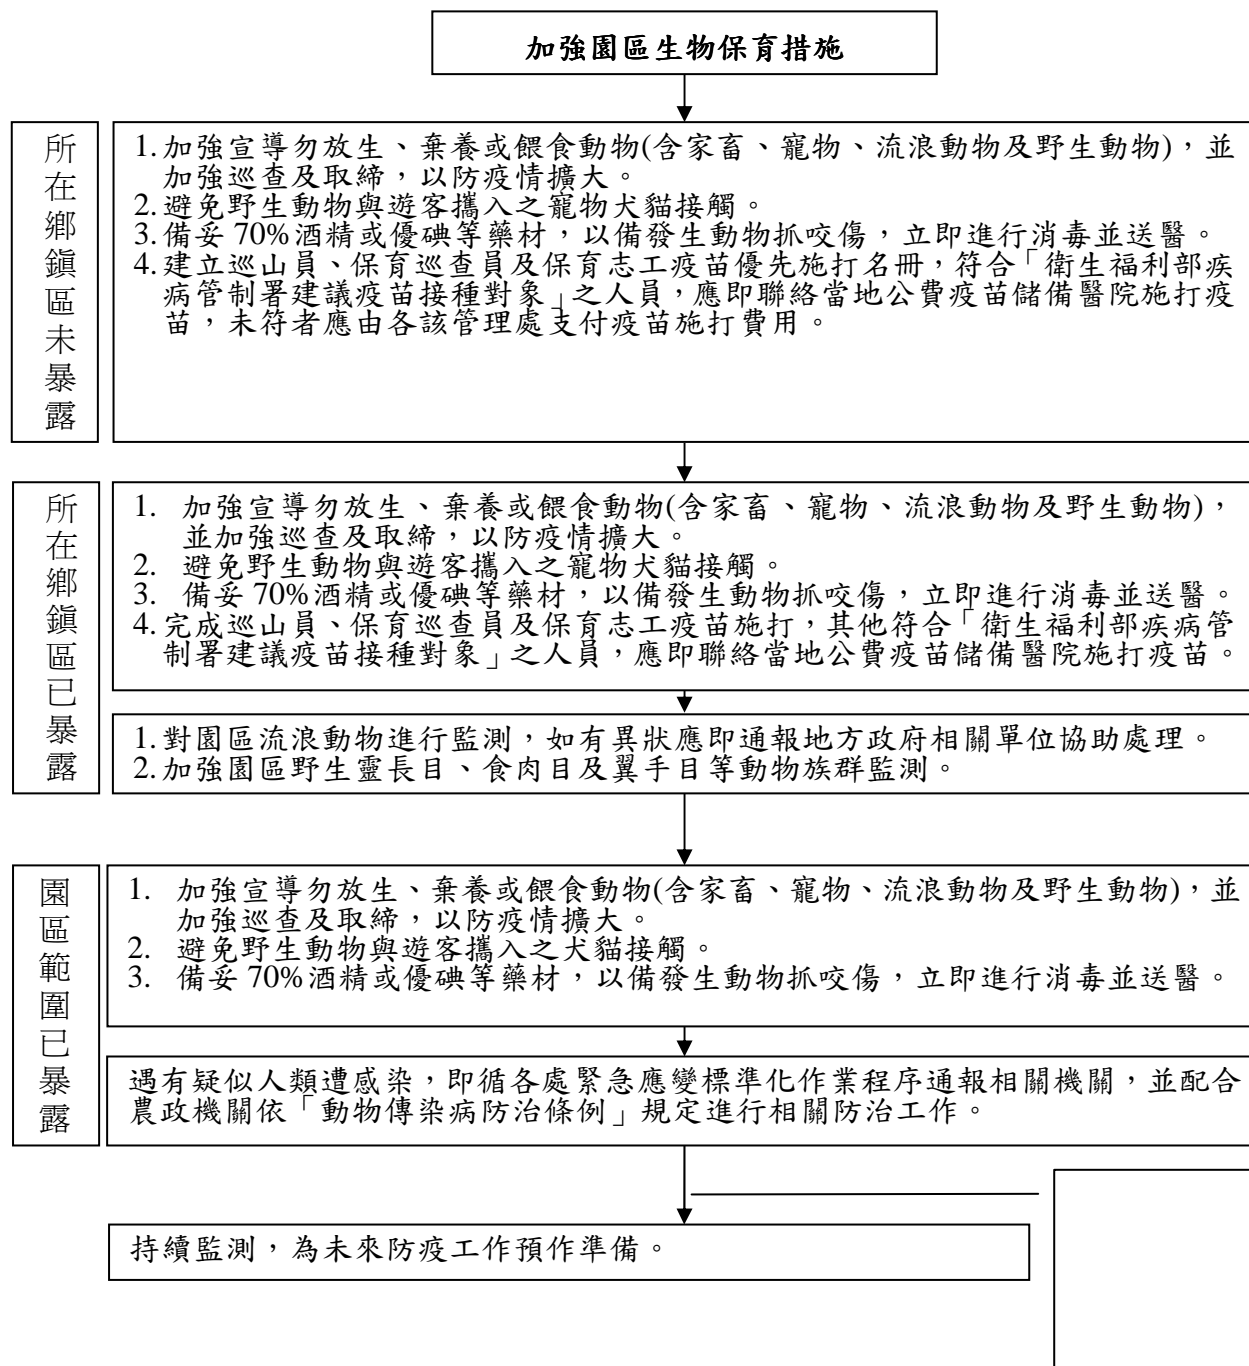 加強園區生物保育措施
所在鄉鎮區未暴露
1.加強宣導勿放生、棄養或餵食動物(含家畜、寵物、流浪動物及野生動物)，並
加強巡查及取締，以防疫情擴大。
2.避免野生動物與遊客攜入之寵物犬貓接觸。
3.備妥 70%酒精或優碘等藥材，以備發生動物抓咬傷，立即進行消毒並送醫。
4.建立巡山員、保育巡查員及保育志工疫苗優先施打名冊，符合「衛生福利部疾
病管制署建議疫苗接種對象」之人員，應即聯絡當地公費疫苗儲備醫院施打疫
苗，未符者應由各該管理處支付疫苗施打費用。
所在鄉鎮區已暴露
1. 加強宣導勿放生、棄養或餵食動物(含家畜、寵物、流浪動物及野生動物)，
並加強巡查及取締，以防疫情擴大。
2. 避免野生動物與遊客攜入之寵物犬貓接觸。
3. 備妥 70%酒精或優碘等藥材，以備發生動物抓咬傷，立即進行消毒並送醫。
4.完成巡山員、保育巡查員及保育志工疫苗施打，其他符合「衛生福利部疾病管
制署建議疫苗接種對象」之人員，應即聯絡當地公費疫苗儲備醫院施打疫苗。
1.對園區流浪動物進行監測，如有異狀應即通報地方政府相關單位協助處理。
2.加強園區野生靈長目、食肉目及翼手目等動物族群監測。
園區範圍已暴露
1. 加強宣導勿放生、棄養或餵食動物(含家畜、寵物、流浪動物及野生動物)，並
加強巡查及取締，以防疫情擴大。
2. 避免野生動物與遊客攜入之犬貓接觸。
3. 備妥 70%酒精或優碘等藥材，以備發生動物抓咬傷，立即進行消毒並送醫。
遇有疑似人類遭感染，即循各處緊急應變標準化作業程序通報相關機關，並配合
農政機關依「動物傳染病防治條例」規定進行相關防治工作。
持續監測，為未來防疫工作預作準備。